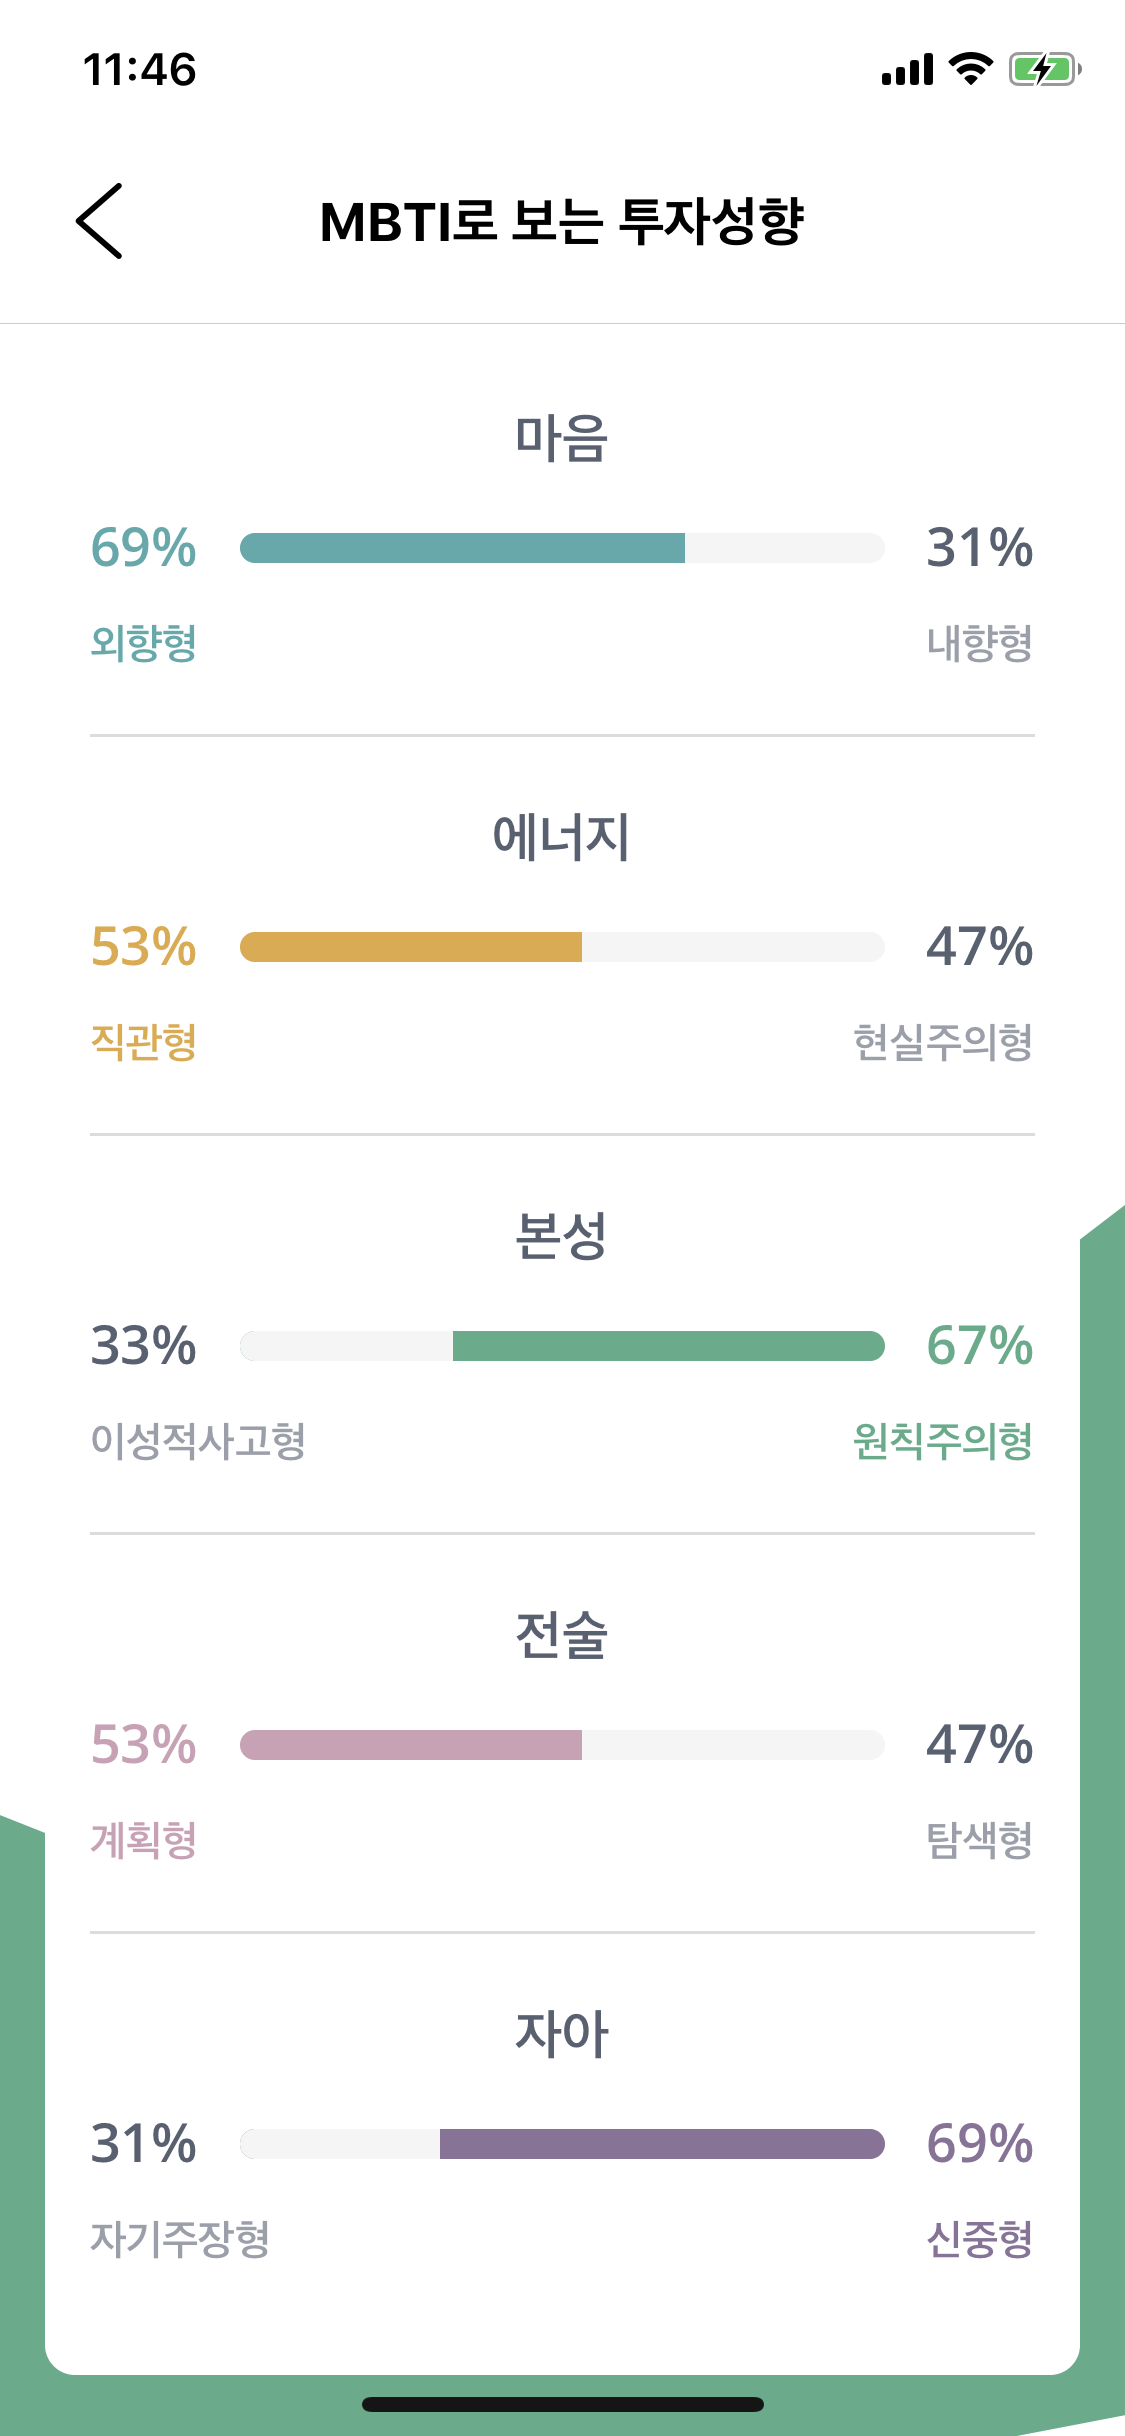 11:46
MBTI로 보는 투자성향
마음
69% 31%
외향형 내향형
에너지
53% 47%
직관형 현실주의형
본성
33% 67%
이성적사고형 원칙주의형
전술
53% 47%
계획형 탐색형
자아
31% 69%
자기주장형 신중형